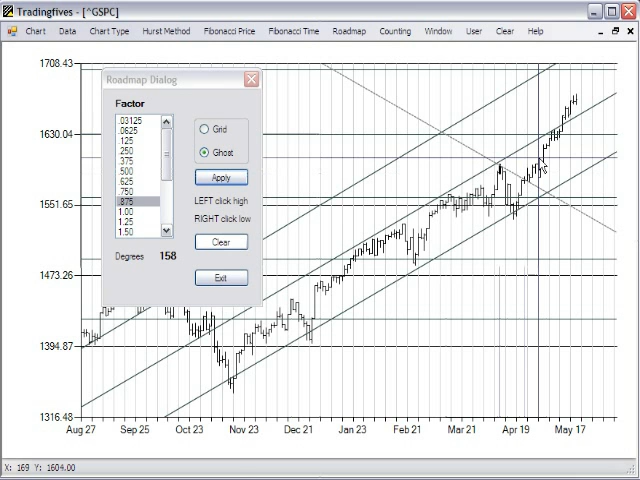 Tradingfives - [^GSPC]
Chart Data Chart Type Hurst Method Fibonacci Price Fibonacci Time Roadmap Counting Window User Clear Help
1708.43
1630.04
1551.65
1473.26
1394.87
1316.48
Roadmap Dialog
Factor
.03125
.0625
.125
.250
.375
.500
.625
.750
.875
1.00
1.25
1.50
Grid
Ghost
Apply
LEFT click high
RIGHT click low
Clear
Degrees 158
Exit
Aug 27 Sep 25 Oct 23 Nov 23 Dec 21 Jan 23 Feb 21 Mar 21 Apr 19 May 17
X: 169 Y: 1604.00